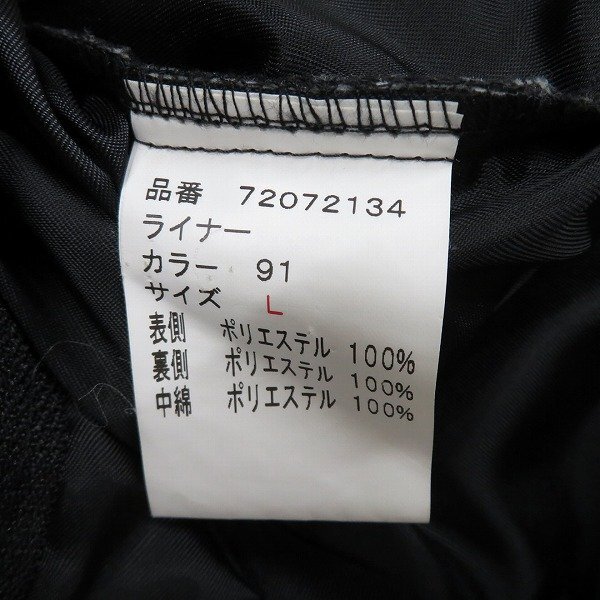 品番 72072134
ライナー
カラー 91
サイズ L
表側 ポリエステル 100%
裏側 ポリエステル 100%
中綿 ポリエステル 100%